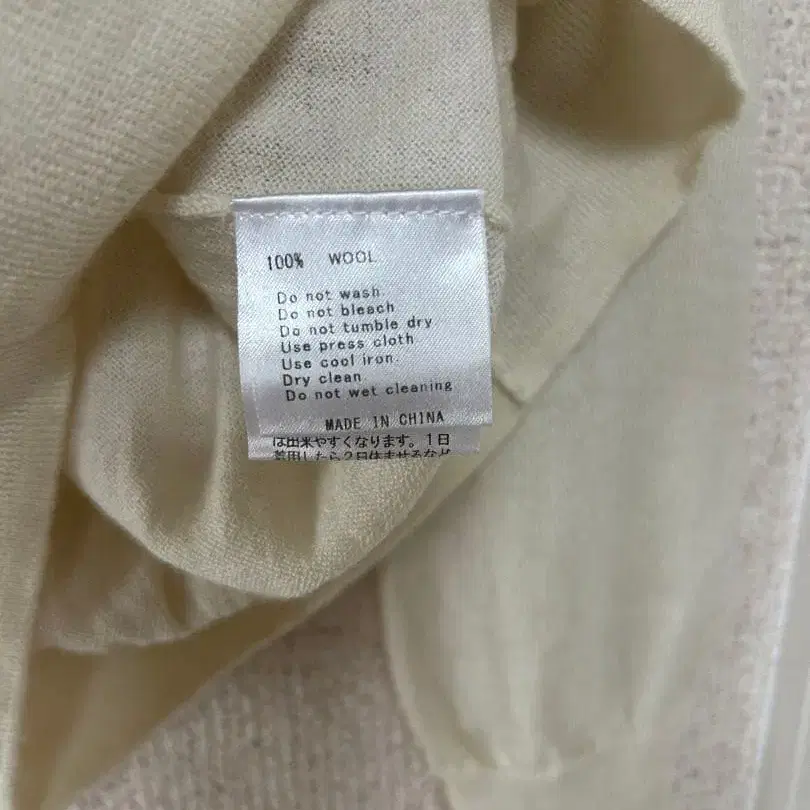 100% WOOL
Do not wash.
Do not bleach
Do not tumble dry.
Use press cloth.
Use cool iron.
Dry clean
Do not wet cleaning
MADE IN CHINA
は出来やすくなります。1日
着用したら2日休ませるなど